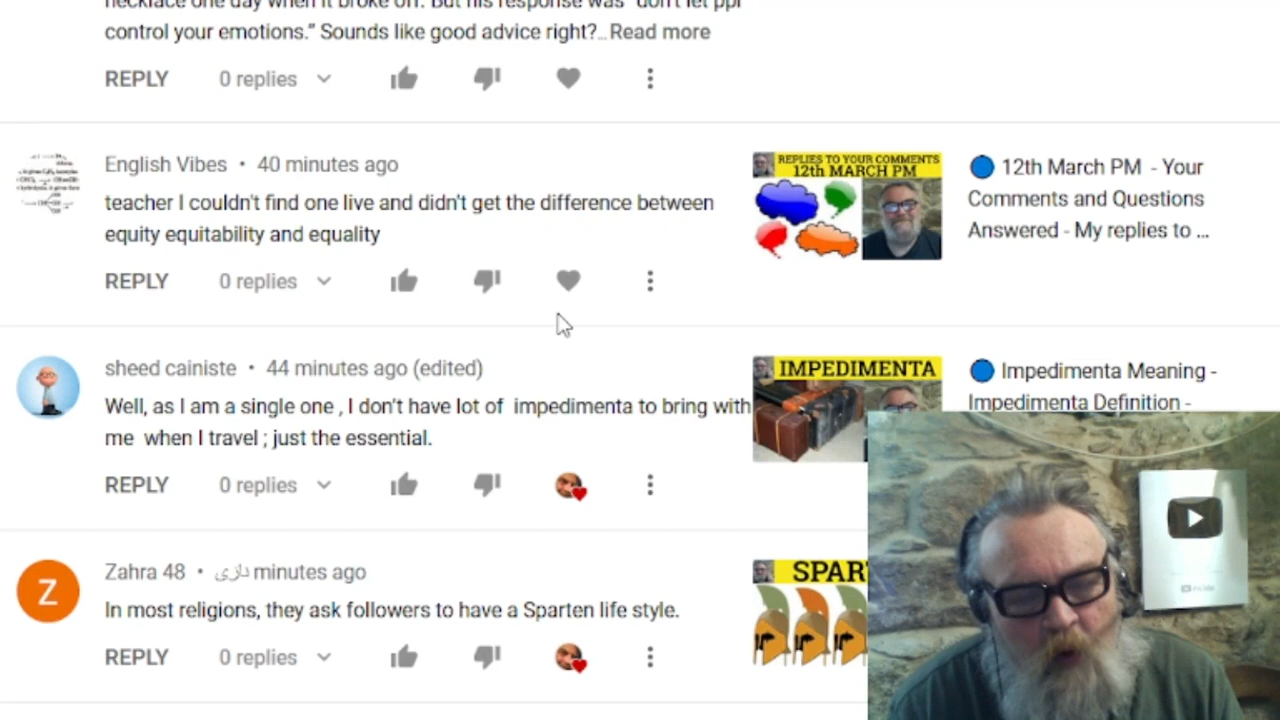 control your emotions.” Sounds like good advice right?... Read more
REPLY 0 replies
English Vibes • 40 minutes ago
teacher I couldn't find one live and didn't get the difference between
equity equitability and equality
REPLY 0 replies
REPLIES TO YOUR COMMENTS
12th MARCH PM
12th March PM - Your
Comments and Questions
Answered - My replies to ...
sheed cainiste • 44 minutes ago (edited)
Well, as I am a single one , I don't have lot of impedimenta to bring with
me when I travel ; just the essential.
REPLY 0 replies
IMPEDIMENTA
Impedimenta Meaning -
Impedimenta Definition -
Z
Zahra 48 • minutes ago
In most religions, they ask followers to have a Sparten life style.
REPLY 0 replies
SPAR